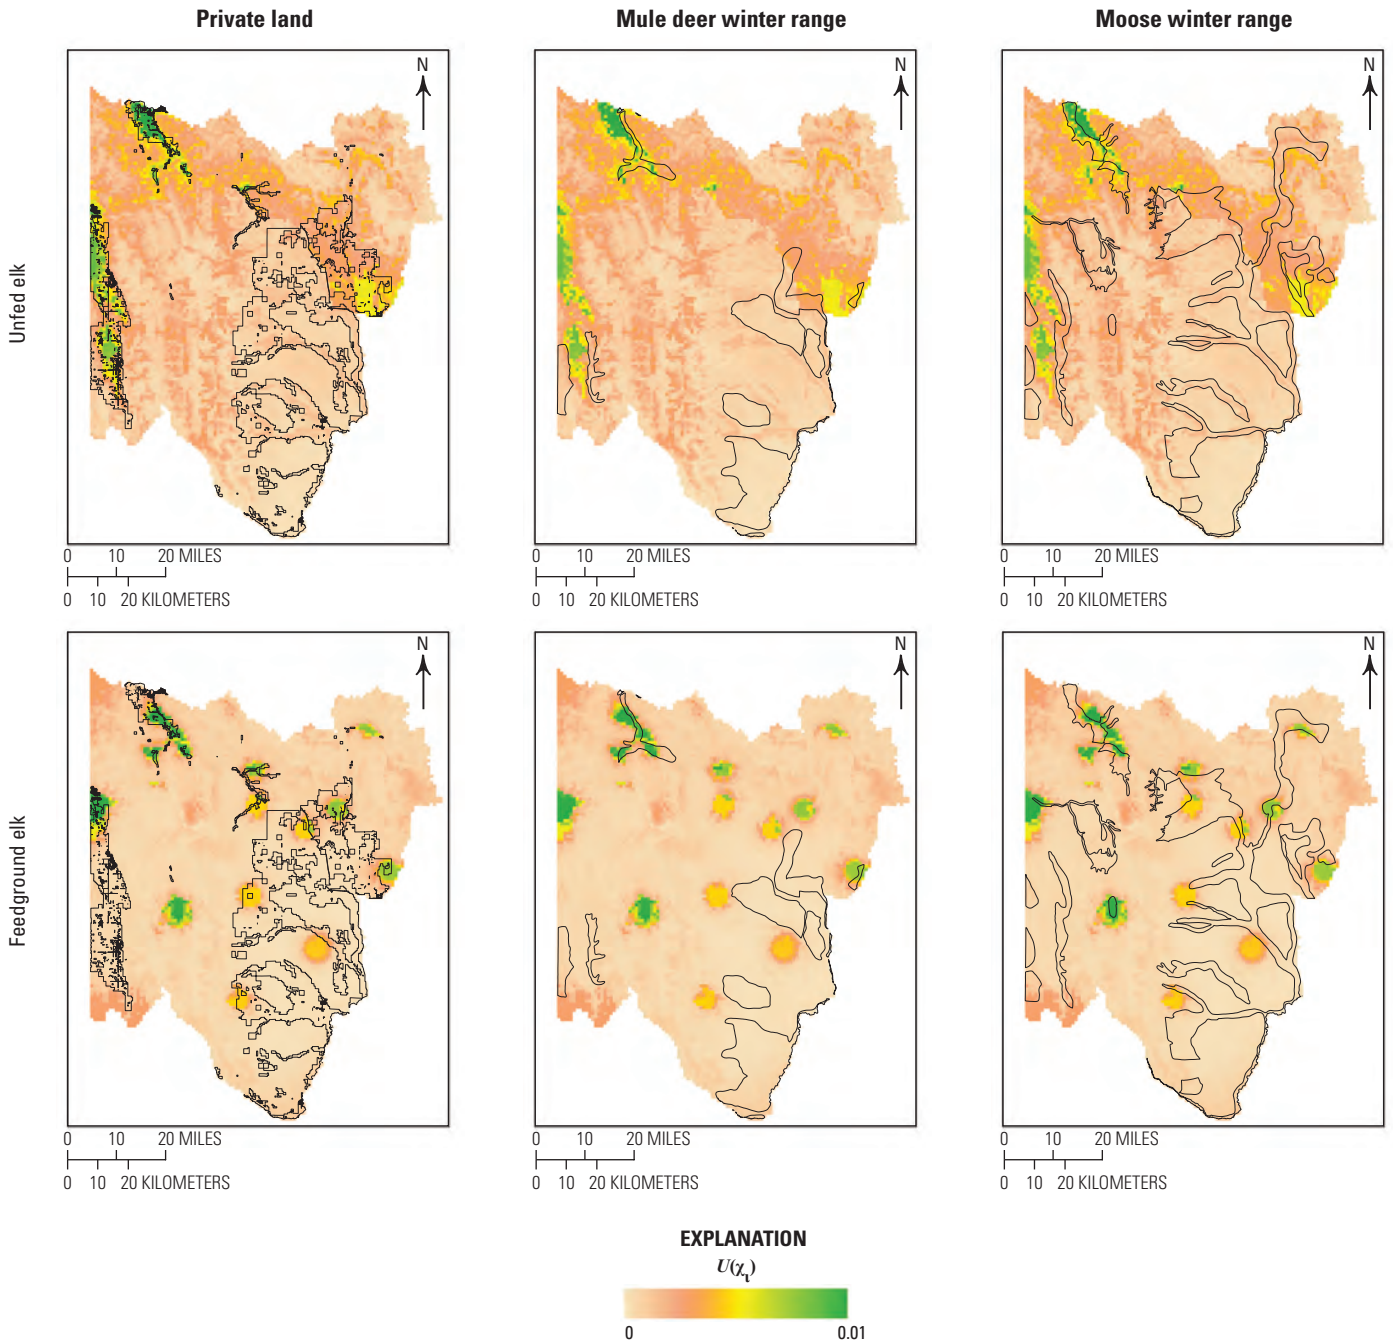 Private land
Mule deer winter range
Moose winter range
Unfed elk
N
N
N
0 10 20 MILES
0 10 20 KILOMETERS
0 10 20 MILES
0 10 20 KILOMETERS
0 10 20 MILES
0 10 20 KILOMETERS
Feedground elk
N
N
N
0 10 20 MILES
0 10 20 KILOMETERS
0 10 20 MILES
0 10 20 KILOMETERS
0 10 20 MILES
0 10 20 KILOMETERS
EXPLANATION
U(χι)
0 0.01